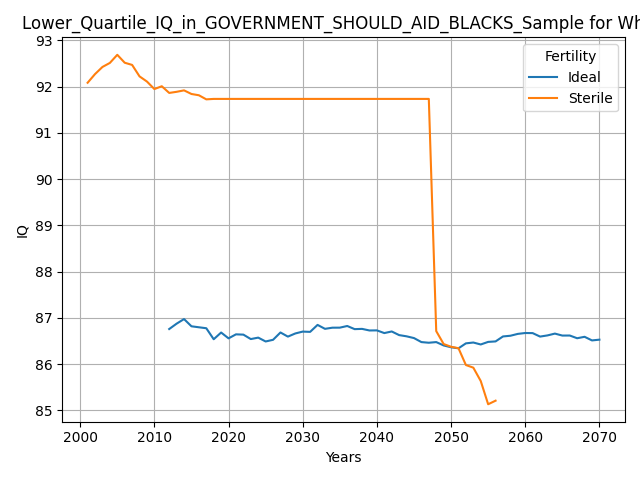 Lower_Quartile_IQ_in_GOVERNMENT_SHOULD_AID_BLACKS_Sample for Wh
93
92
91
90
89
88
87
86
85
IQ
Fertility
Ideal
Sterile
2000 2010 2020 2030 2040 2050 2060 2070
Years